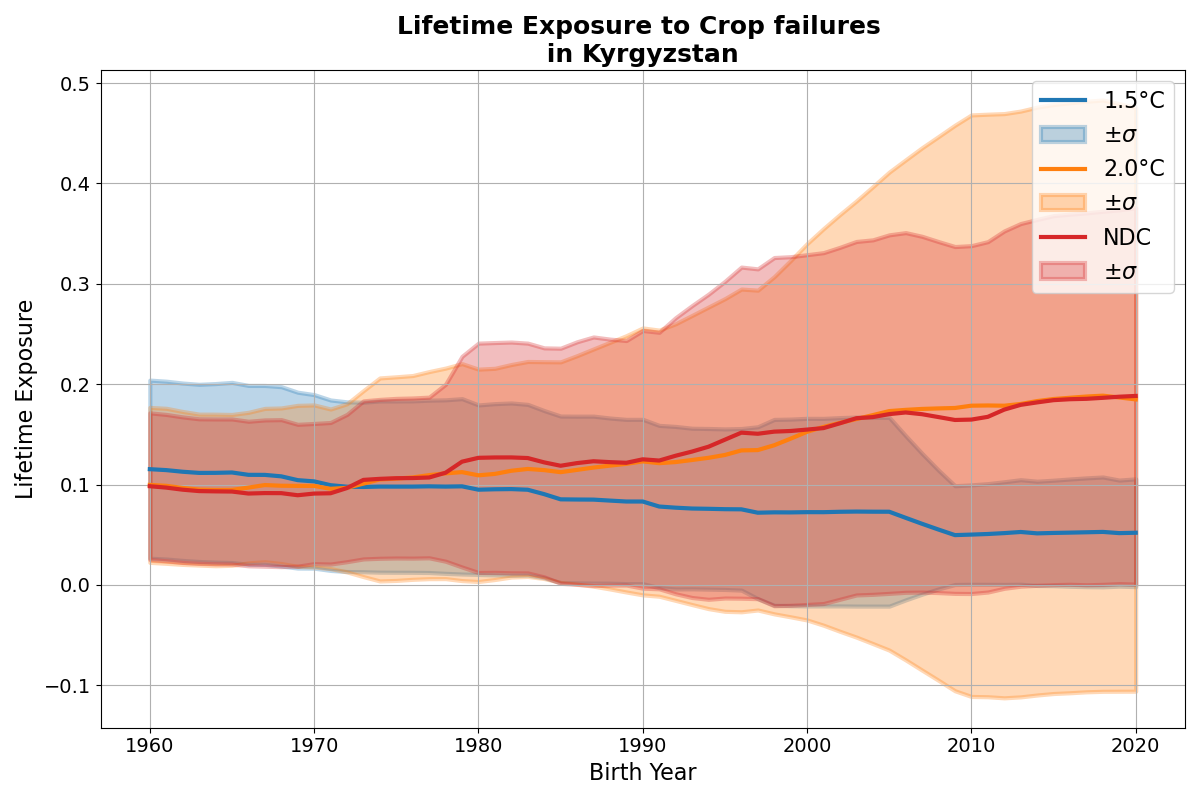 Lifetime Exposure to Crop failures
in Kyrgyzstan
Lifetime Exposure
0.5
0.4
0.3
0.2
0.1
0.0
−0.1
1960
1970
1980
1990
2000
2010
2020
Birth Year
1.5°C
±σ
2.0°C
±σ
NDC
±σ